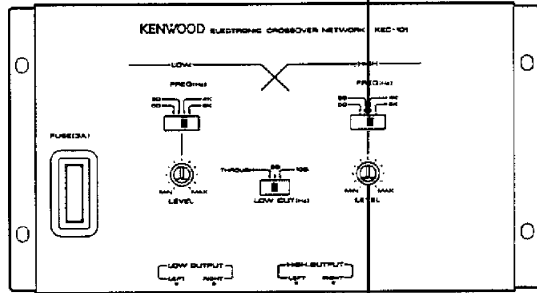 KENWOOD ELECTRONIC CROSSOVER NETWORK KEC-101
LOW HIGH
FREQ(Hz) FREQ(Hz)
FUSE(3A)
THROUGH 100
MIN MAX LOW CUT(Hz) MIN MAX
LEVEL LEVEL
LOW OUTPUT HIGH OUTPUT
LEFT RIGHT LEFT RIGHT